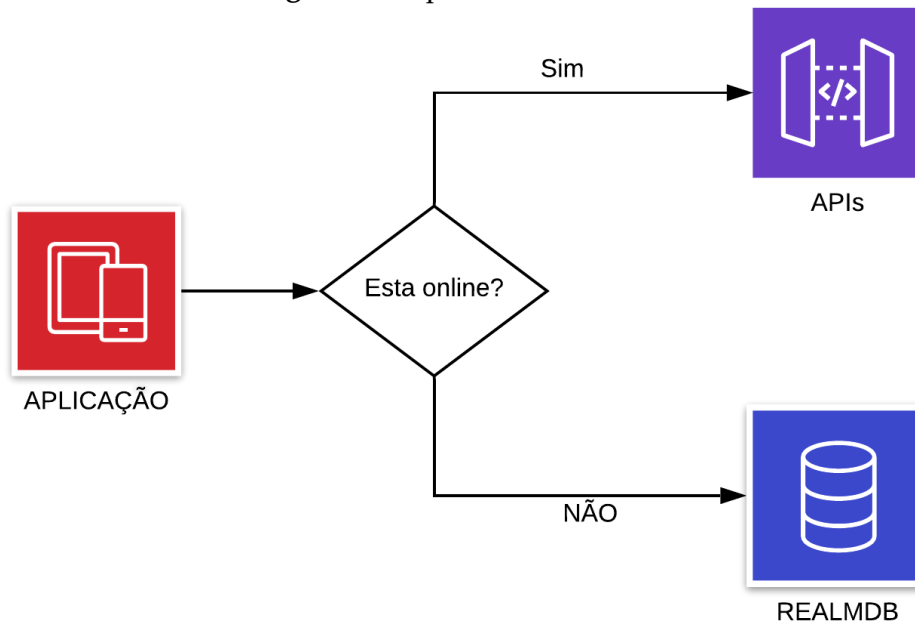 Sim
</>
APIs
Esta online?
APLICAÇÃO
NÃO
REALMDB